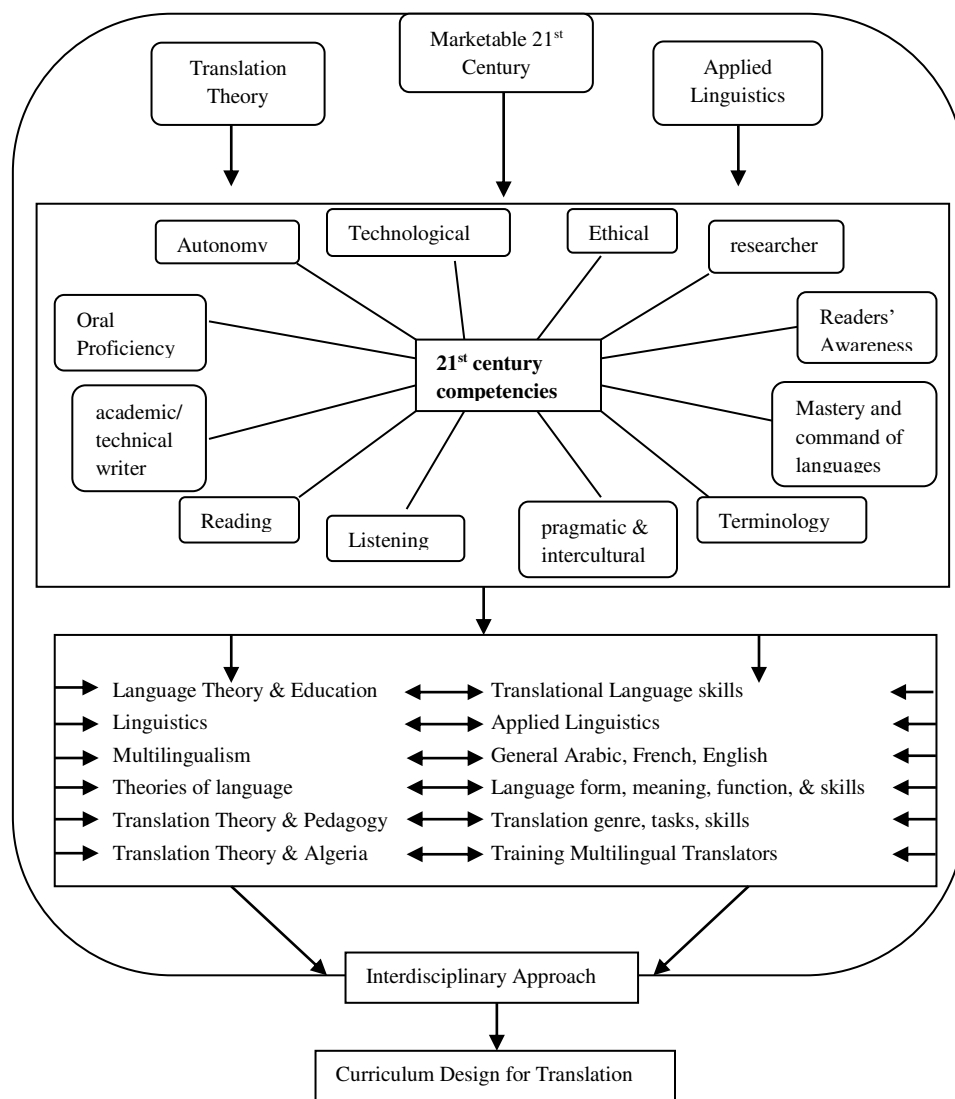 Marketable 21st
Century
Translation
Theory
Applied
Linguistics
Autonomy
Technological
Ethical
researcher
Oral
Proficiency
Readers’
Awareness
21st century
competencies
academic/
technical
writer
Mastery and
command of
languages
Reading
Listening
pragmatic &
intercultural
Terminology
Language Theory & Education
Translational Language skills
Linguistics
Applied Linguistics
Multilingualism
General Arabic, French, English
Theories of language
Language form, meaning, function, & skills
Translation Theory & Pedagogy
Translation genre, tasks, skills
Translation Theory & Algeria
Training Multilingual Translators
Interdisciplinary Approach
Curriculum Design for Translation